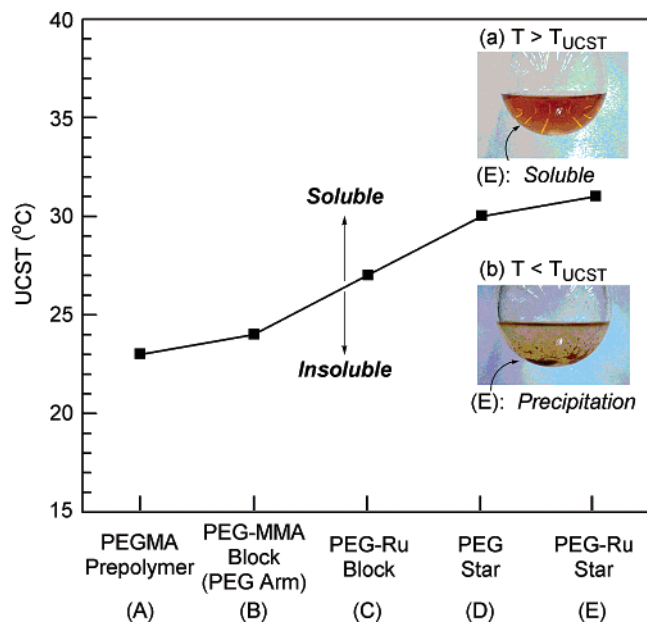 40
35
30
25
20
15
UCST (°C)
(a) T > TUCST
(E): Soluble
(b) T < TUCST
(E): Precipitation
Soluble
Insoluble
PEGMA
Prepolymer
(A)
PEG-MMA
Block
(PEG Arm)
(B)
PEG-Ru
Block
(C)
PEG
Star
(D)
PEG-Ru
Star
(E)